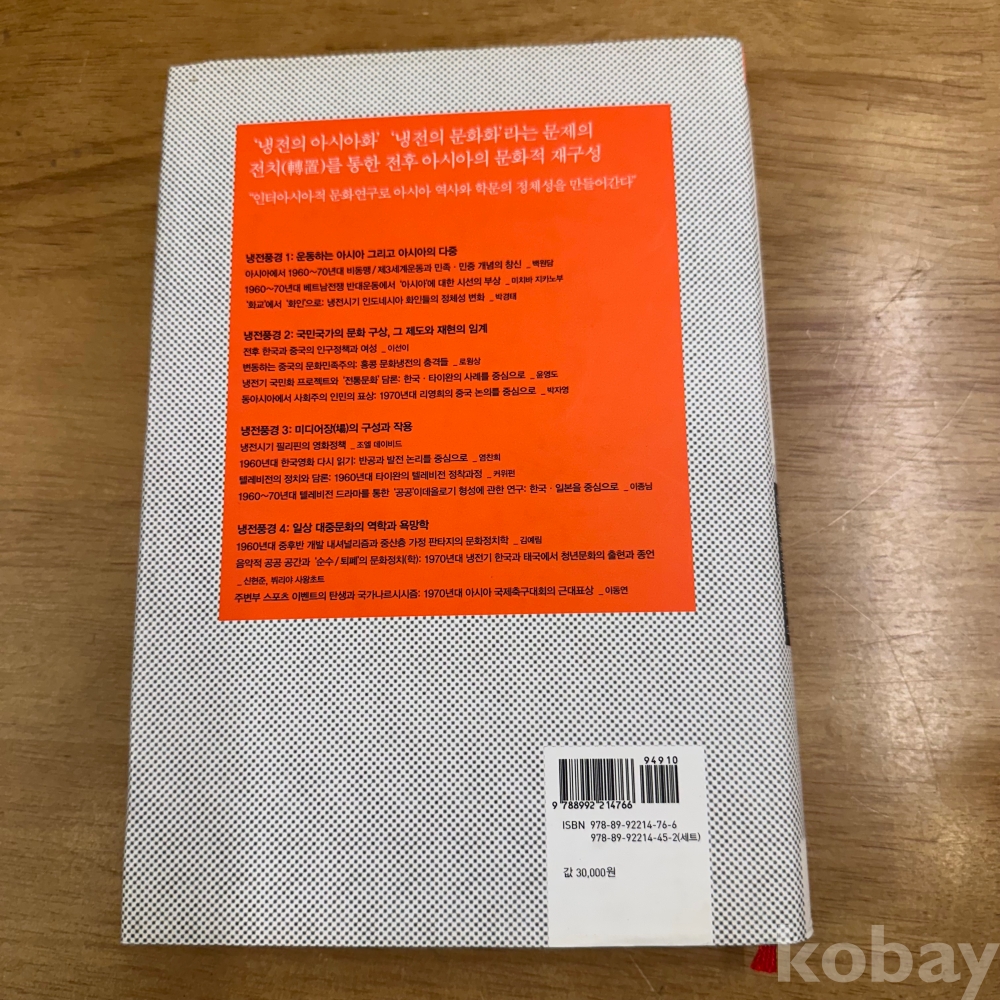 ‘냉전의 아시아화’ ‘냉전의 문화화’라는 문제의
전치(轉置)를 통한 전후 아시아의 문화적 재구성
“인터아시아적 문화연구로 아시아 역사와 학문의 정체성을 만들어간다”
냉전풍경 1: 운동하는 아시아 그리고 아시아의 다중
아시아에서 1960~70년대 비동맹 / 제3세계운동과 민족 · 민중 개념의 창신 _ 백원담
1960~70년대 베트남전쟁 반대운동에서 ‘아시아’에 대한 시선의 부상 _ 이치바 지카노부
‘화교’에서 ‘화인’으로: 냉전시기 인도네시아 화인들의 정체성 변화 _ 박경태
냉전풍경 2: 국민국가의 문화 구상, 그 제도와 재현의 임계
전후 한국과 중국의 인구정책과 여성 _ 이선이
변동하는 중국의 문화민족주의: 홍콩 문화냉전의 충격들 _ 로윙상
냉전기 국민화 프로젝트와 ‘전통문화’ 담론: 한국 · 타이완의 사례를 중심으로 _ 윤영도
동아시아에서 사회주의 인민의 표상: 1970년대 리영희의 중국 논의를 중심으로 _ 박자영
냉전풍경 3: 미디어장(場)의 구성과 작용
냉전시기 필리핀의 영화정책 _ 조엘 데이비드
1960년대 한국영화 다시 읽기: 반공과 발전 논리를 중심으로 _ 염찬희
텔레비전의 정치와 담론: 1960년대 타이완의 텔레비전 정착과정 _ 커위펀
1960~70년대 텔레비전 드라마를 통한 ‘공공’이데올로기 형성에 관한 연구: 한국 · 일본을 중심으로 _ 이종님
냉전풍경 4: 일상 대중문화의 역학과 욕망학
1960년대 중후반 개발 내셔널리즘과 중산층 가정 판타지의 문화정치학 _ 김예림
음악적 공공 공간과 ‘순수 / 퇴폐’의 문화정치(학): 1970년대 냉전기 한국과 태국에서 청년문화의 출현과 종언
_ 신현준, 뷔리야 사왕초트
주변부 스포츠 이벤트의 탄생과 국가나르시시즘: 1970년대 아시아 국제축구대회의 근대표상 _ 이동연
94910
9 788992 214766
ISBN 978-89-92214-76-6
978-89-92214-45-2(세트)
값 30,000원
kobay